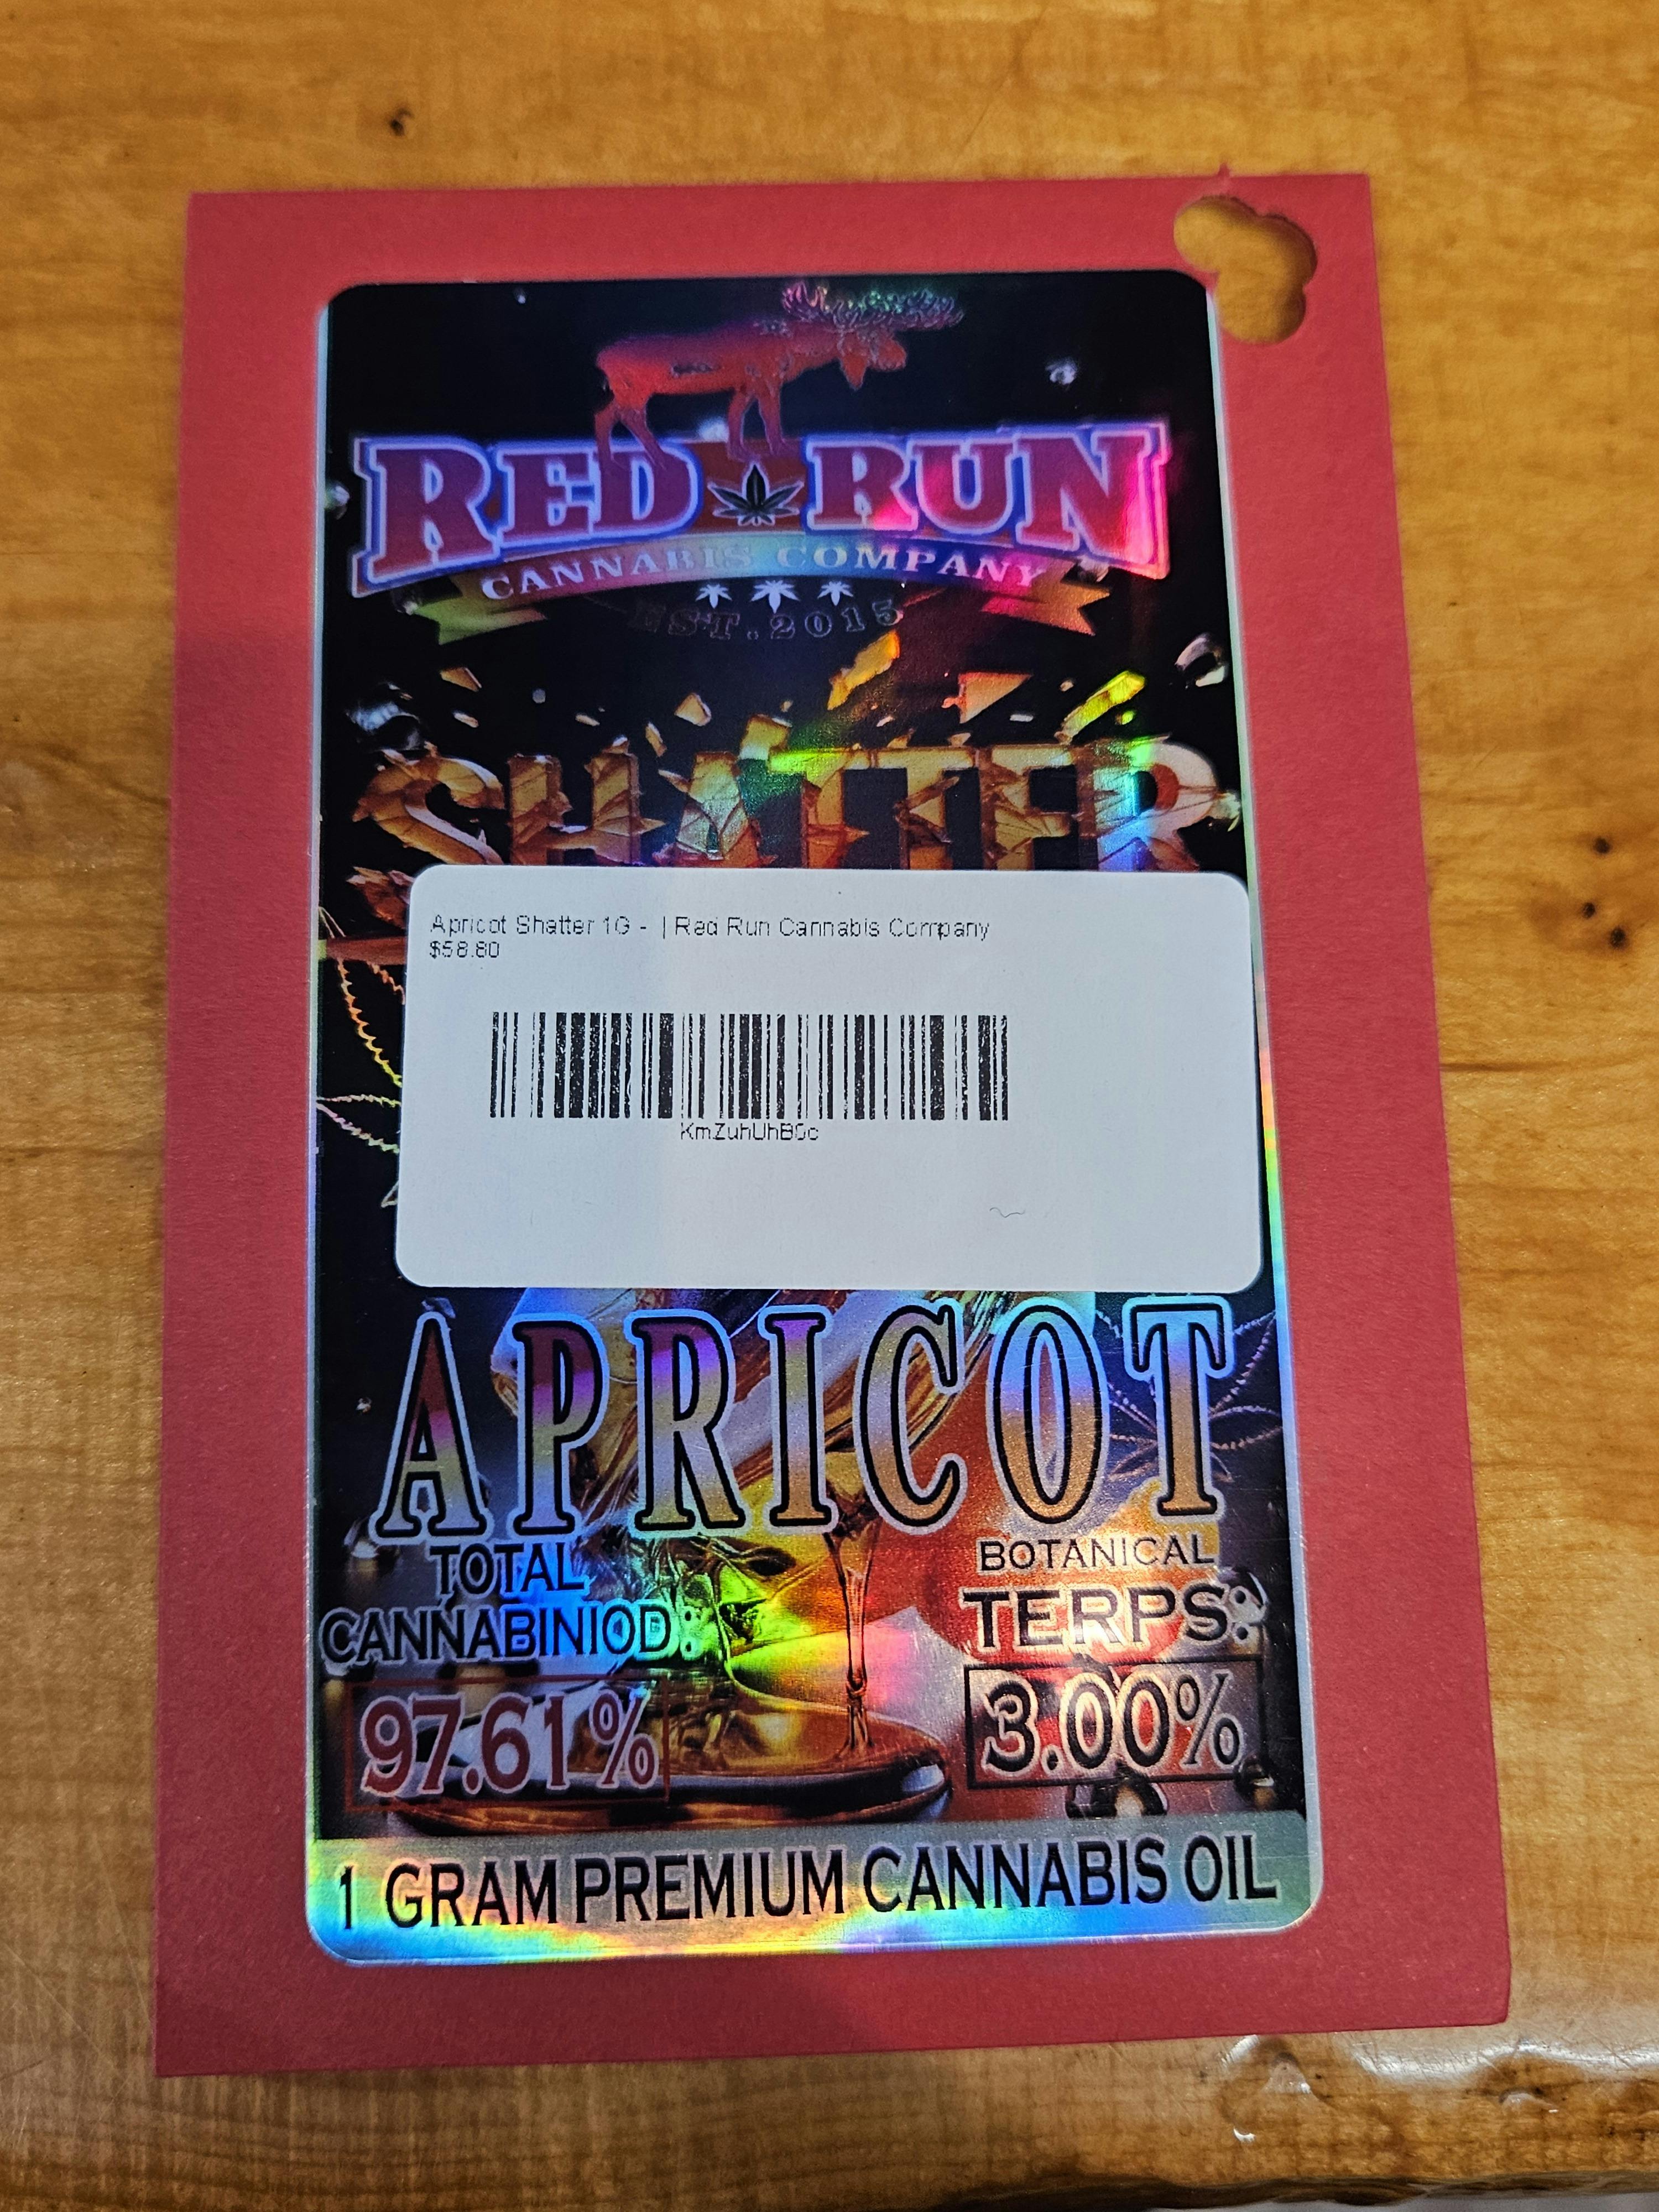 RED RUN
CANNABIS COMPANY
EST. 2015
SHATTER
Apricot Shatter 1G - | Red Run Cannabis Company
$58.80
APRICOT
TOTAL
CANNABINIOD:
97.61%
BOTANICAL
TERPS:
3.00%
1 GRAM PREMIUM CANNABIS OIL